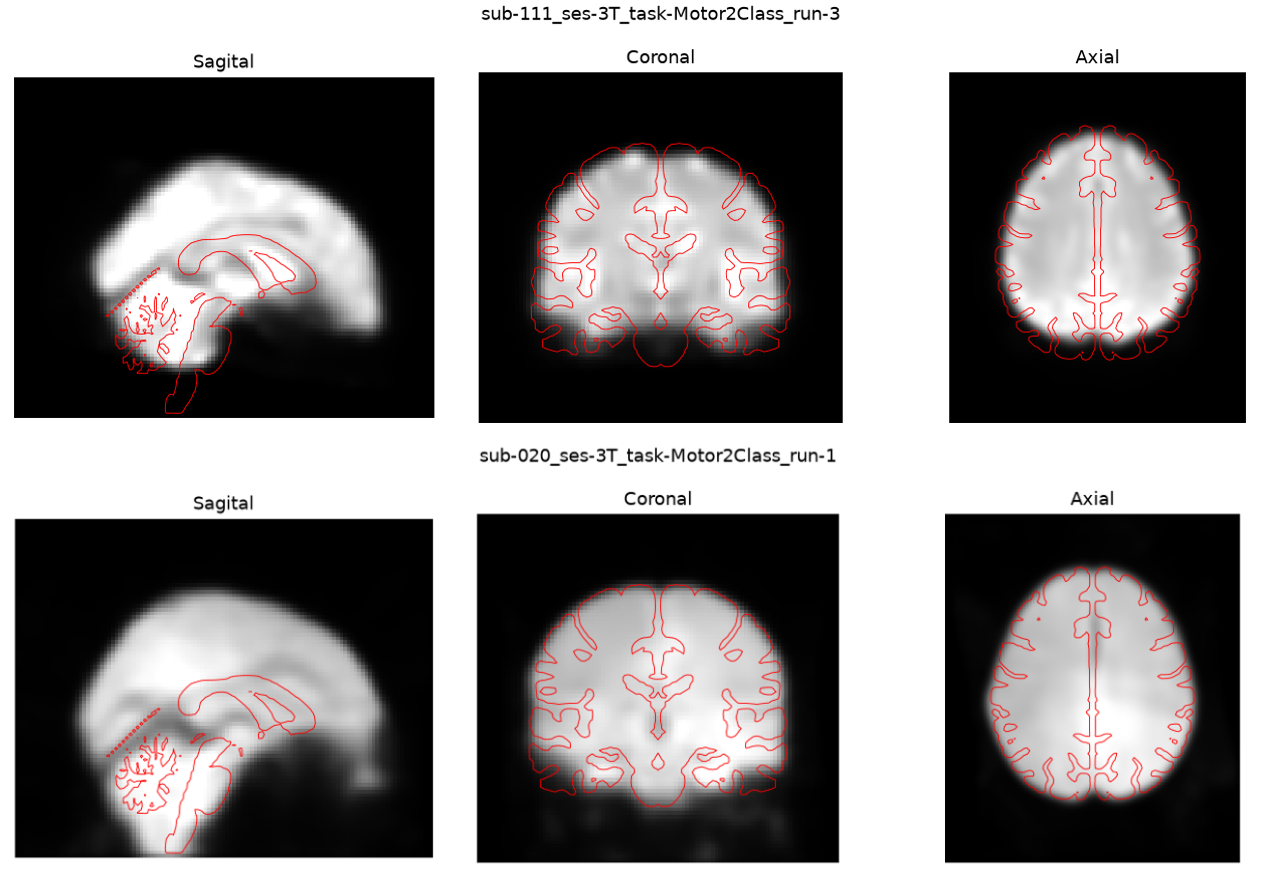 sub-111_ses-3T_task-Motor2Class_run-3
Sagital
Coronal
Axial
sub-020_ses-3T_task-Motor2Class_run-1
Sagital
Coronal
Axial